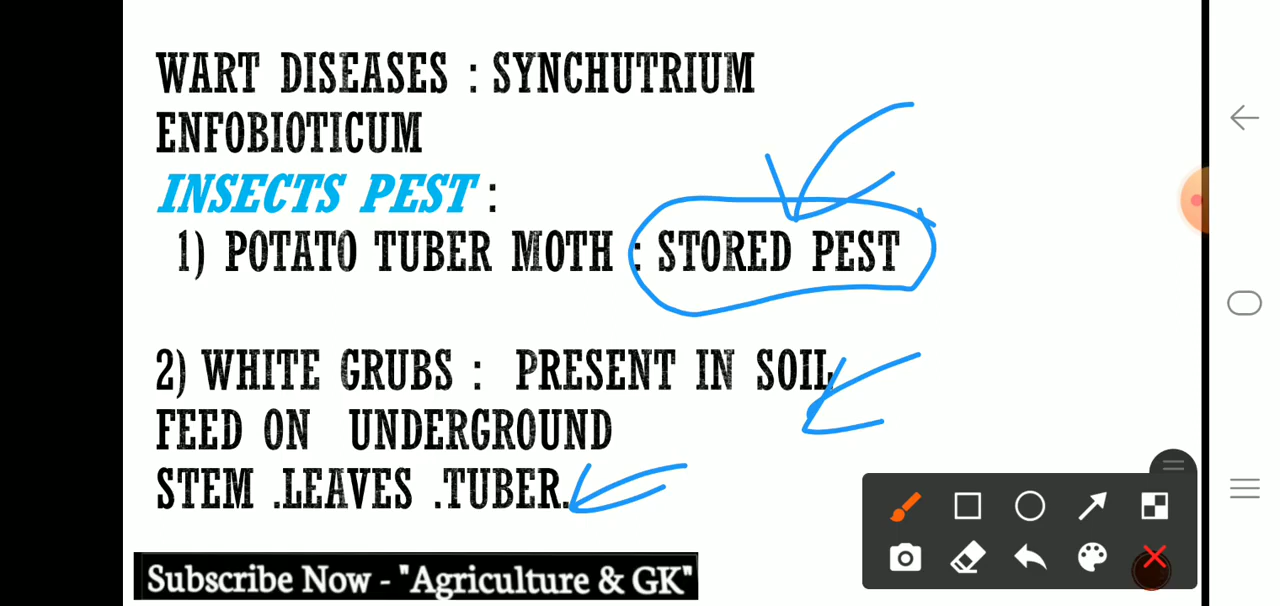 WART DISEASES : SYNCHUTRIUM
ENFOBIOTICUM
INSECTS PEST :
1) POTATO TUBER MOTH : STORED PEST
2) WHITE GRUBS : PRESENT IN SOIL
FEED ON UNDERGROUND
STEM .LEAVES .TUBER.
Subscribe Now - "Agriculture & GK"